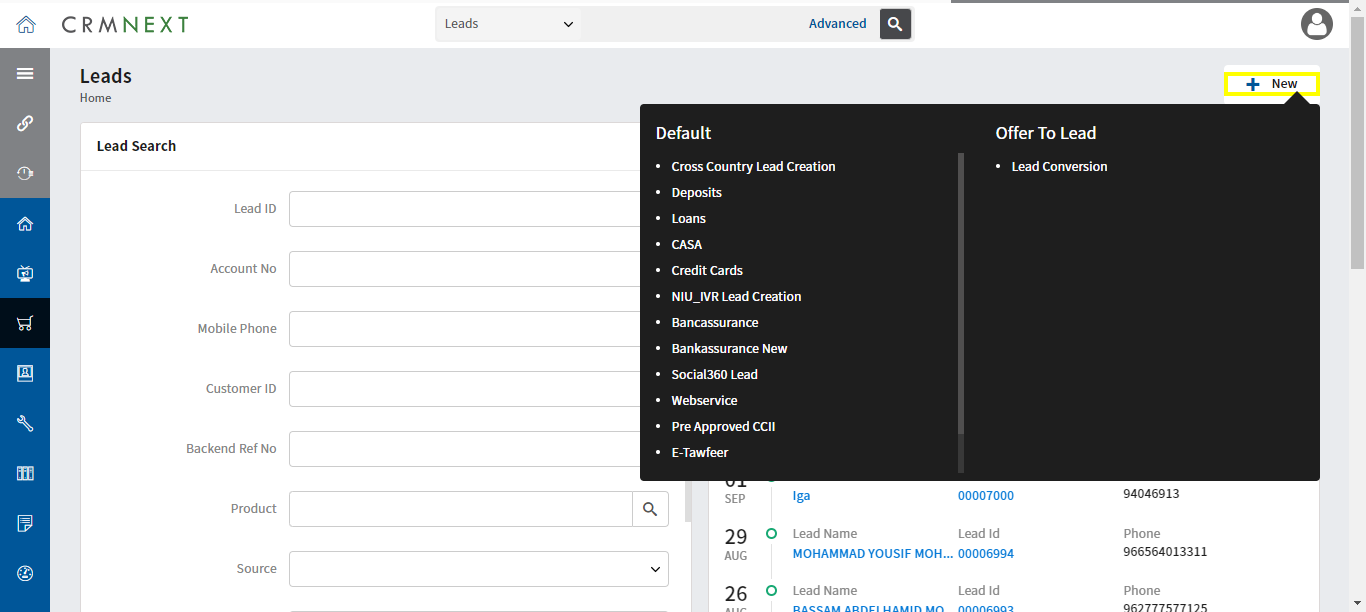 CRMNEXT
Leads
Advanced
Leads
Home
New
Lead Search
Lead ID
Account No
Mobile Phone
Customer ID
Backend Ref No
Product
Source
Default
Cross Country Lead Creation
Deposits
Loans
CASA
Credit Cards
NIU_IVR Lead Creation
Bancassurance
Bankassurance New
Social360 Lead
Webservice
Pre Approved CCII
E-Tawfeer
Offer To Lead
Lead Conversion
01
SEP
Iga
00007000
94046913
29
AUG
Lead Name
Lead Id
Phone
MOHAMMAD YOUSIF MOH...
00006994
966564013311
26
AUG
Lead Name
Lead Id
Phone
BASSAM ABDELHAMID MO...
00006993
962777577125